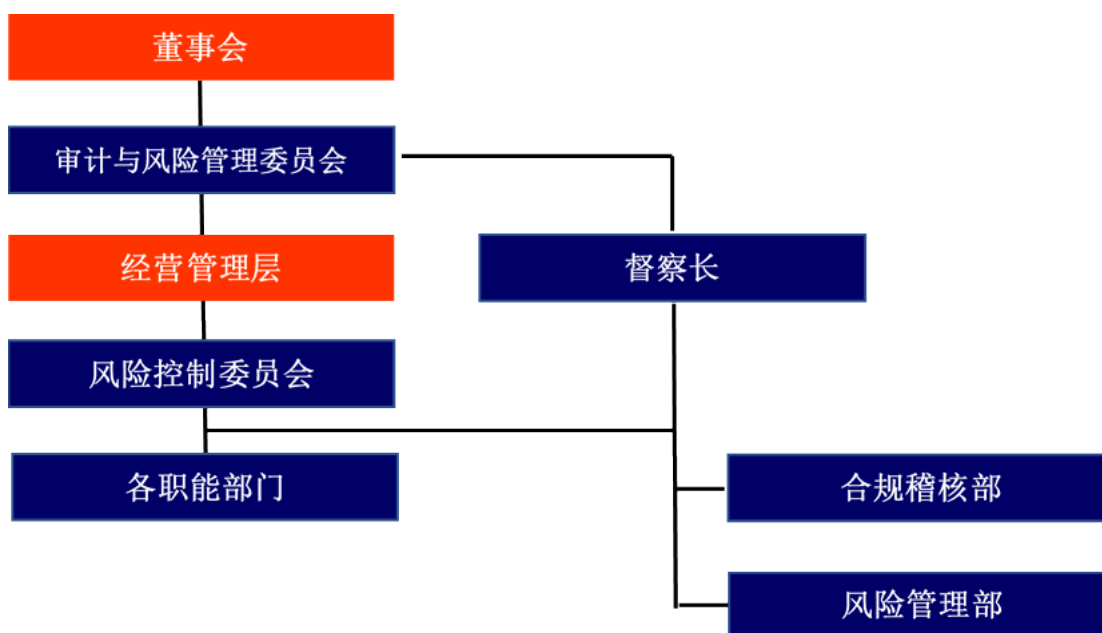 董事会
审计与风险管理委员会
经营管理层
督察长
风险控制委员会
各职能部门
合规稽核部
风险管理部